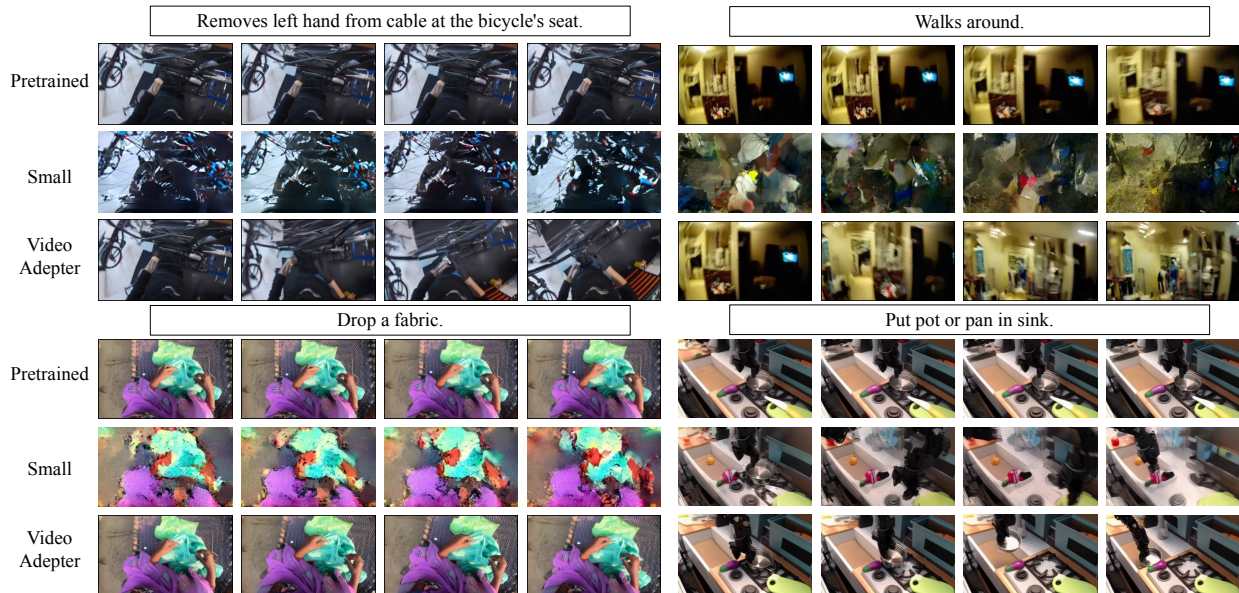 Removes left hand from cable at the bicycle's seat.
Walks around.
Pretrained
Small
Video
Adepter
Drop a fabric.
Put pot or pan in sink.
Pretrained
Small
Video
Adepter